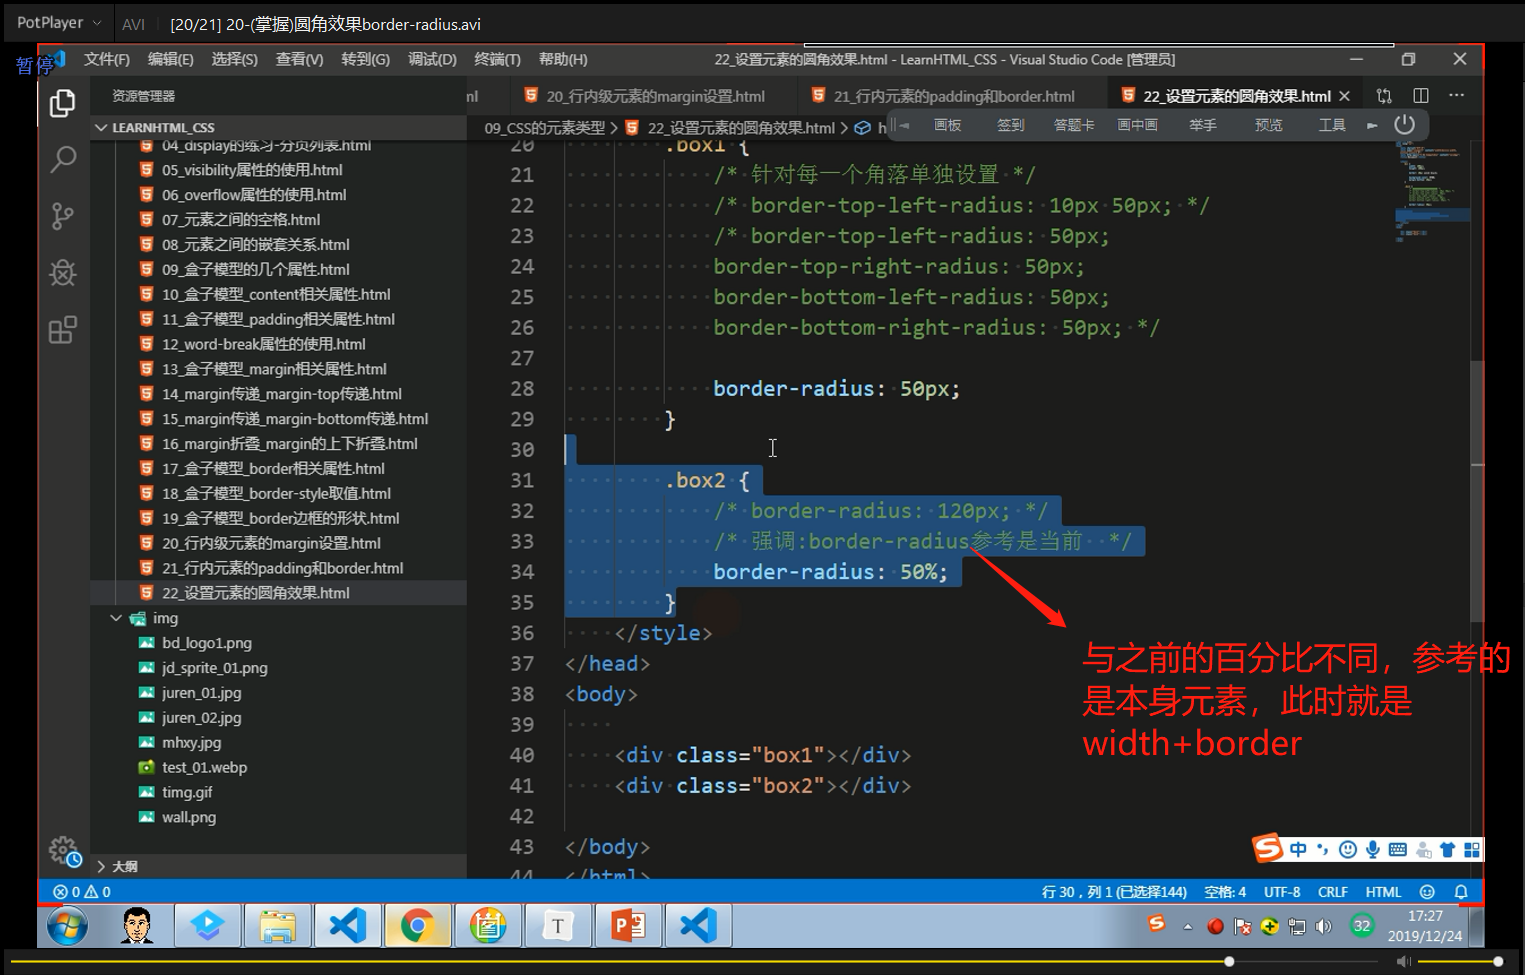 PotPlayer
AVI
[20/21] 20-(掌握)圆角效果border-radius.avi
暂停
文件(F) 编辑(E) 选择(S) 查看(V) 转到(G) 调试(D) 终端(T) 帮助(H)
22_设置元素的圆角效果.html - LearnHTML_CSS - Visual Studio Code [管理员]
资源管理器
nl
20_行内级元素的margin设置.html
21_行内元素的padding和border.html
22_设置元素的圆角效果.html
LEARNHTML_CSS
09_CSS的元素类型 > 22_设置元素的圆角效果.html > h
画板 签到 答题卡 画中画 举手 预览 工具
04_display的练习-分页列表.html
05_visibility属性的使用.html
06_overflow属性的使用.html
07_元素之间的空格.html
08_元素之间的嵌套关系.html
09_盒子模型的几个属性.html
10_盒子模型_content相关属性.html
11_盒子模型_padding相关属性.html
12_word-break属性的使用.html
13_盒子模型_margin相关属性.html
14_margin传递_margin-top传递.html
15_margin传递_margin-bottom传递.html
16_margin折叠_margin的上下折叠.html
17_盒子模型_border相关属性.html
18_盒子模型_border-style取值.html
19_盒子模型_border边框的形状.html
20_行内级元素的margin设置.html
21_行内元素的padding和border.html
22_设置元素的圆角效果.html
img
bd_logo1.png
jd_sprite_01.png
juren_01.jpg
juren_02.jpg
mhxy.jpg
test_01.webp
timg.gif
wall.png
大纲
20 .box1 {
21 /* 针对每一个角落单独设置 */
22 /* border-top-left-radius: 10px 50px; */
23 /* border-top-left-radius: 50px;
24 border-top-right-radius: 50px;
25 border-bottom-left-radius: 50px;
26 border-bottom-right-radius: 50px; */
27
28 border-radius: 50px;
29 }
30
31 .box2 {
32 /* border-radius: 120px; */
33 /* 强调:border-radius参考是当前 */
34 border-radius: 50%;
35 }
36 </style>
37 </head>
38 <body>
39
40 <div class="box1"></div>
41 <div class="box2"></div>
42
43 </body>
44 </html>
与之前的百分比不同，参考的
是本身元素，此时就是
width+border
中
0 0
行 30，列 1 (已选择144) 空格: 4 UTF-8 CRLF HTML
T
32
17:27
2019/12/24